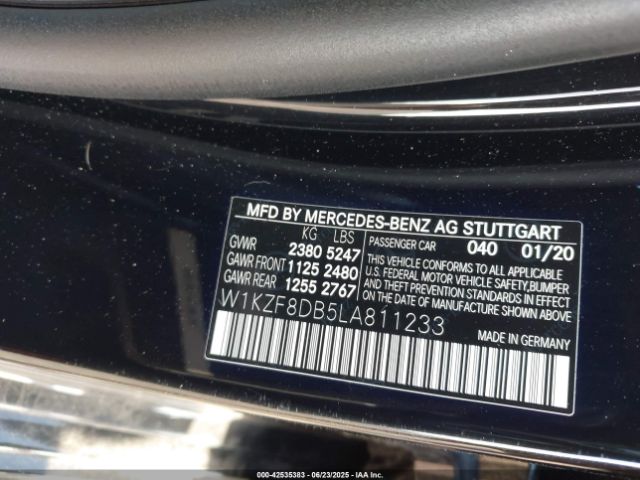 MFD BY MERCEDES-BENZ AG STUTTGART
KG LBS
GVWR 2380 5247
GAWR FRONT 1125 2480
GAWR REAR 1255 2767
PASSENGER CAR 040 01/20
THIS VEHICLE CONFORMS TO ALL APPLICABLE
U.S. FEDERAL MOTOR VEHICLE SAFETY,BUMPER
AND THEFT PREVENTION STANDARDS IN EFFECT
ON THE DATE OF MANUFACTURE SHOWN ABOVE.
W1KZF8DB5LA811233
MADE IN GERMANY
000-42535383 - 06/23/2025 - IAA Inc.